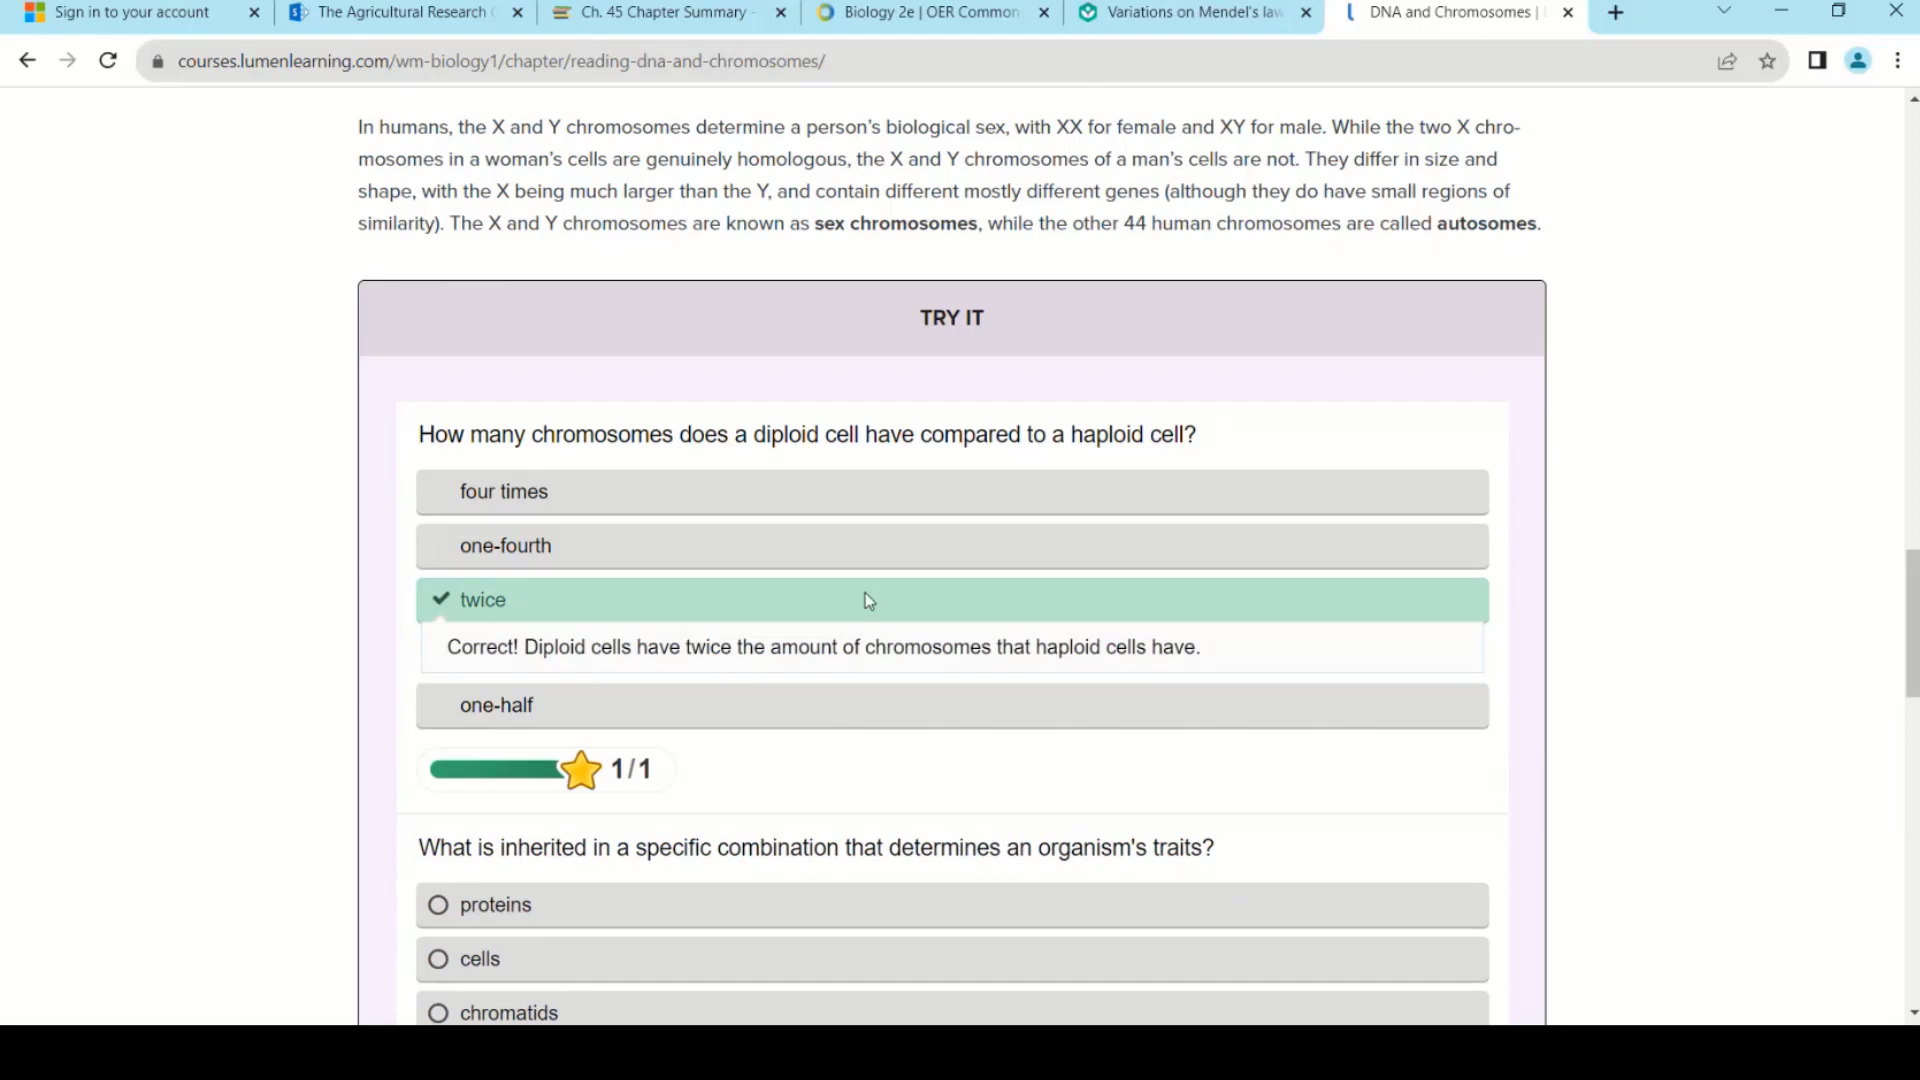 Sign in to your account
The Agricultural Research
Ch. 45 Chapter Summary -
Biology 2e | OER Common
Variations on Mendel's law
DNA and Chromosomes |
courses.lumenlearning.com/wm-biology1/chapter/reading-dna-and-chromosomes/
In humans, the X and Y chromosomes determine a person's biological sex, with XX for female and XY for male. While the two X chro-
mosomes in a woman's cells are genuinely homologous, the X and Y chromosomes of a man's cells are not. They differ in size and
shape, with the X being much larger than the Y, and contain different mostly different genes (although they do have small regions of
similarity). The X and Y chromosomes are known as sex chromosomes, while the other 44 human chromosomes are called autosomes.
TRY IT
How many chromosomes does a diploid cell have compared to a haploid cell?
four times
one-fourth
twice
Correct! Diploid cells have twice the amount of chromosomes that haploid cells have.
one-half
1/1
What is inherited in a specific combination that determines an organism's traits?
proteins
cells
chromatids